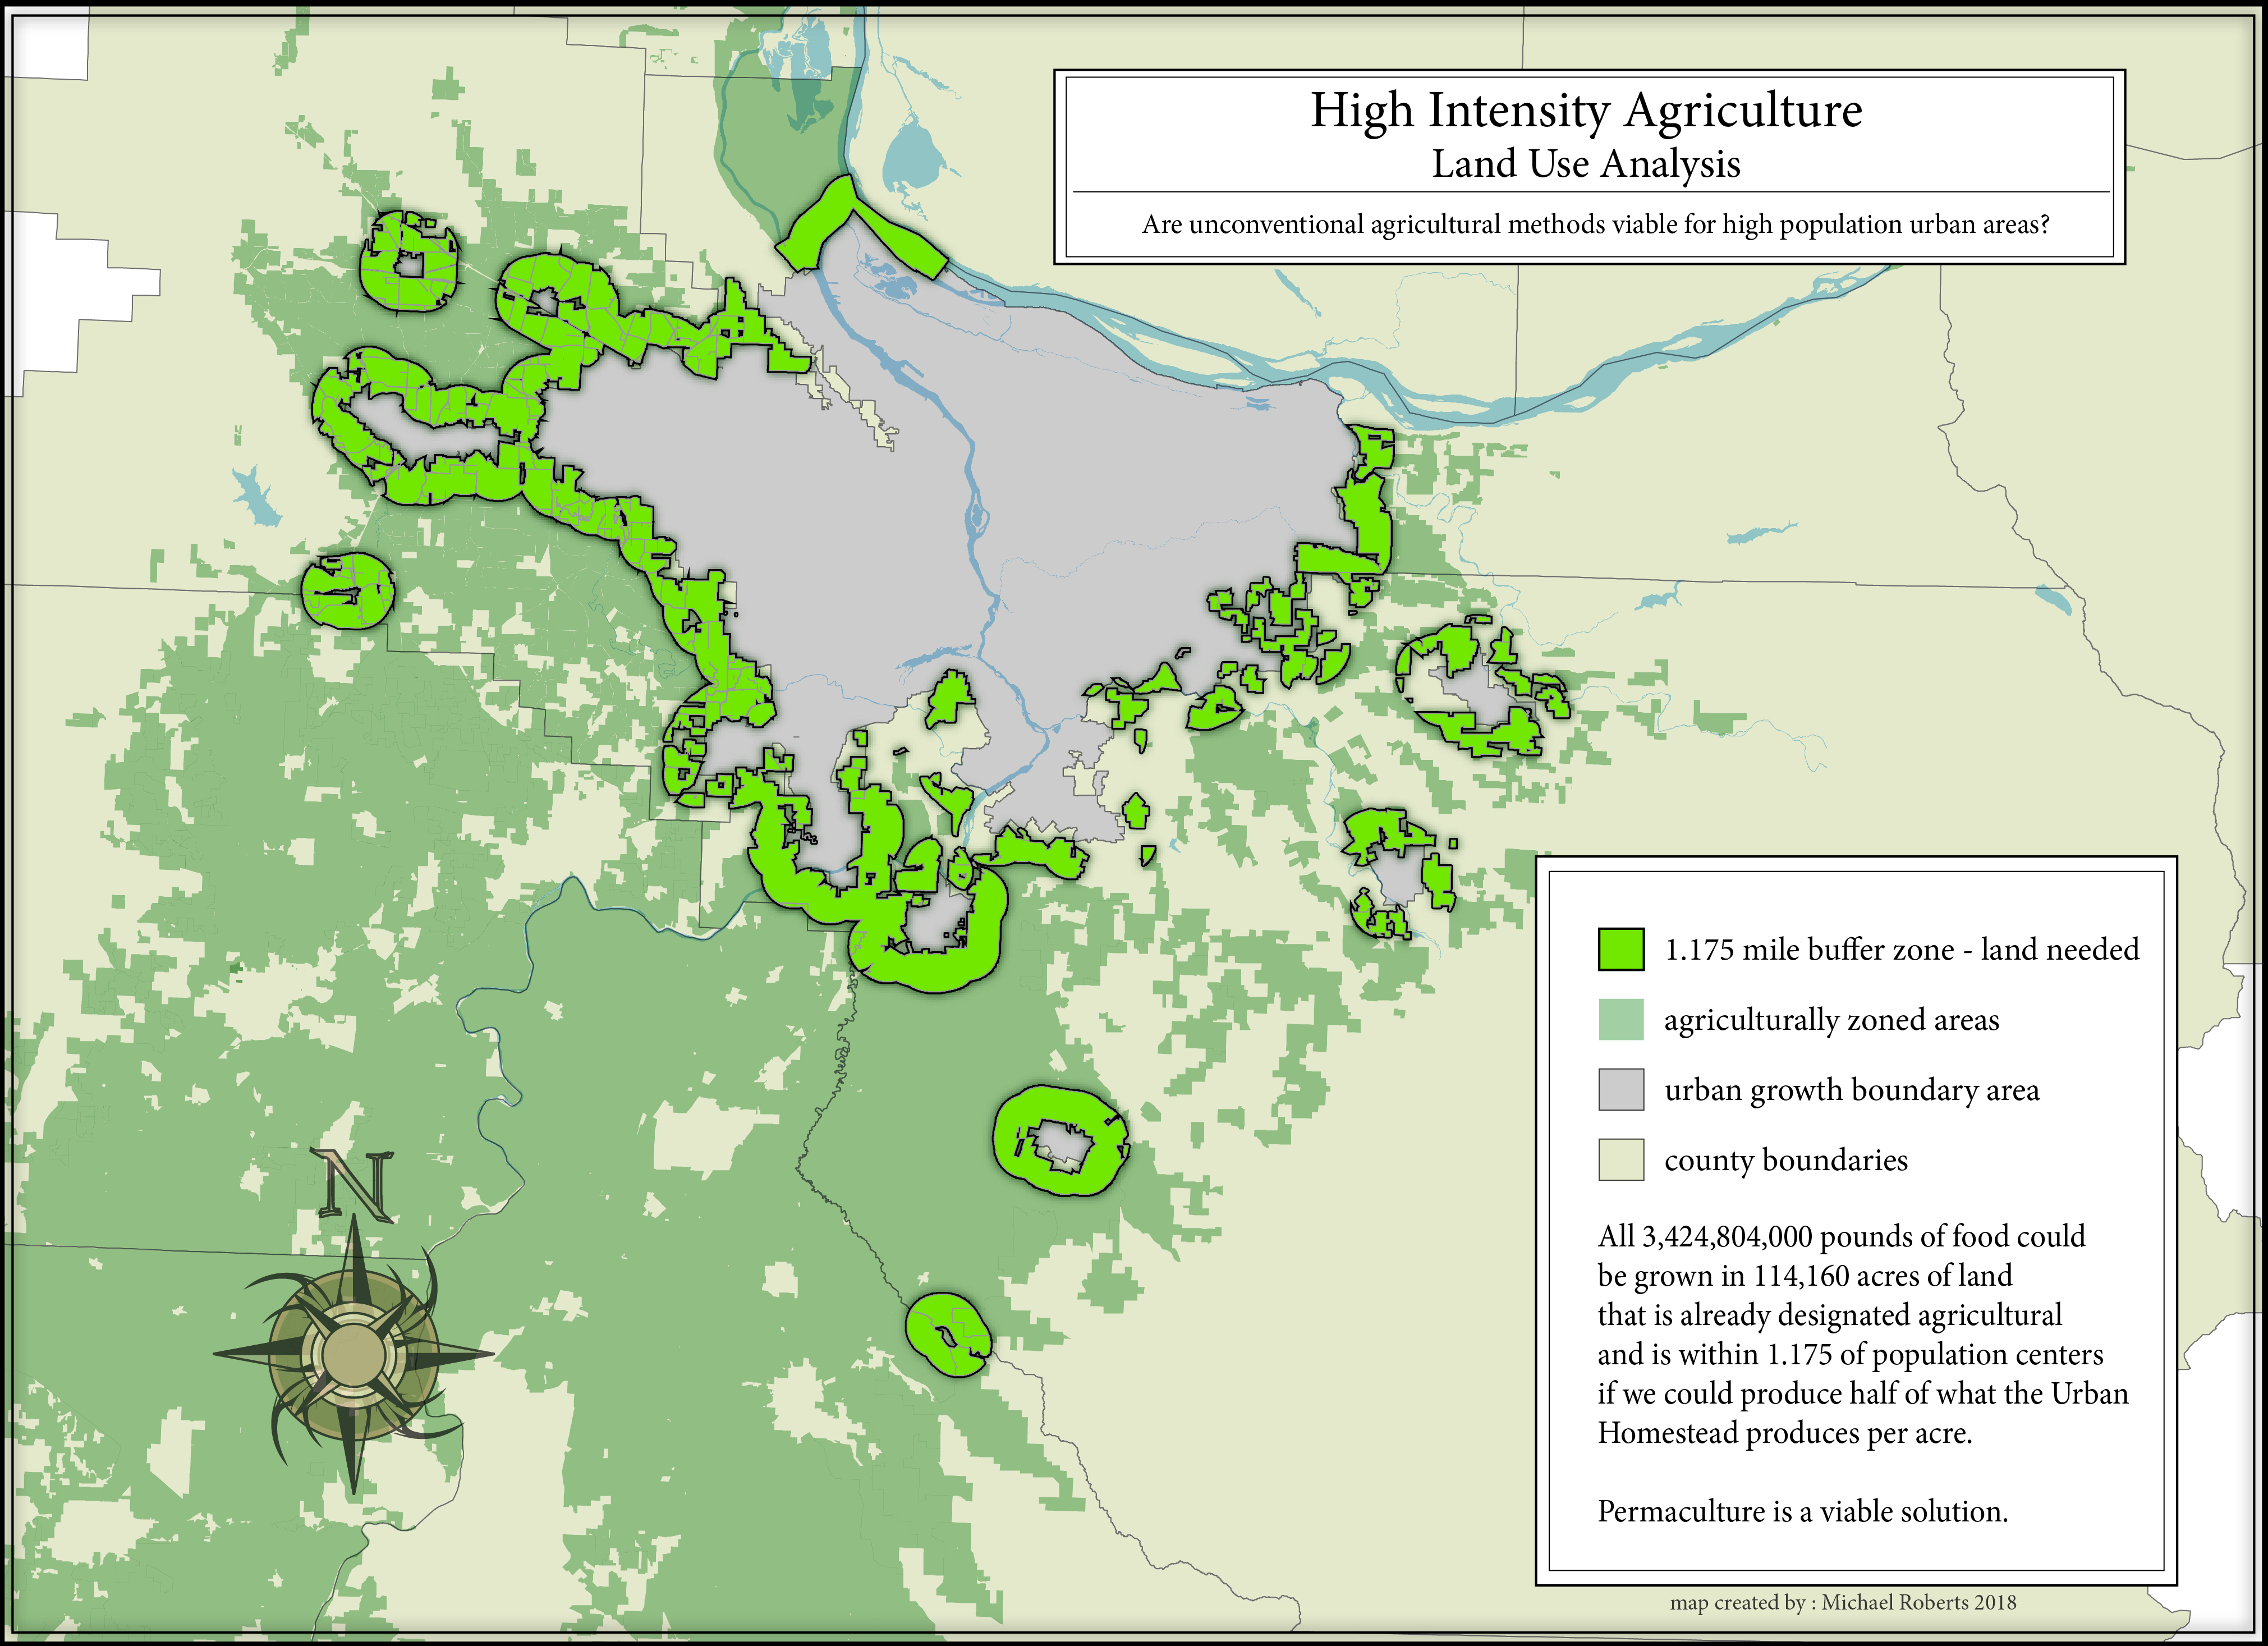 High Intensity Agriculture
Land Use Analysis
Are unconventional agricultural methods viable for high population urban areas?
1.175 mile buffer zone - land needed
agriculturally zoned areas
urban growth boundary area
county boundaries
All 3,424,804,000 pounds of food could
be grown in 114,160 acres of land
that is already designated agricultural
and is within 1.175 of population centers
if we could produce half of what the Urban
Homestead produces per acre.
Permaculture is a viable solution.
N
map created by : Michael Roberts 2018